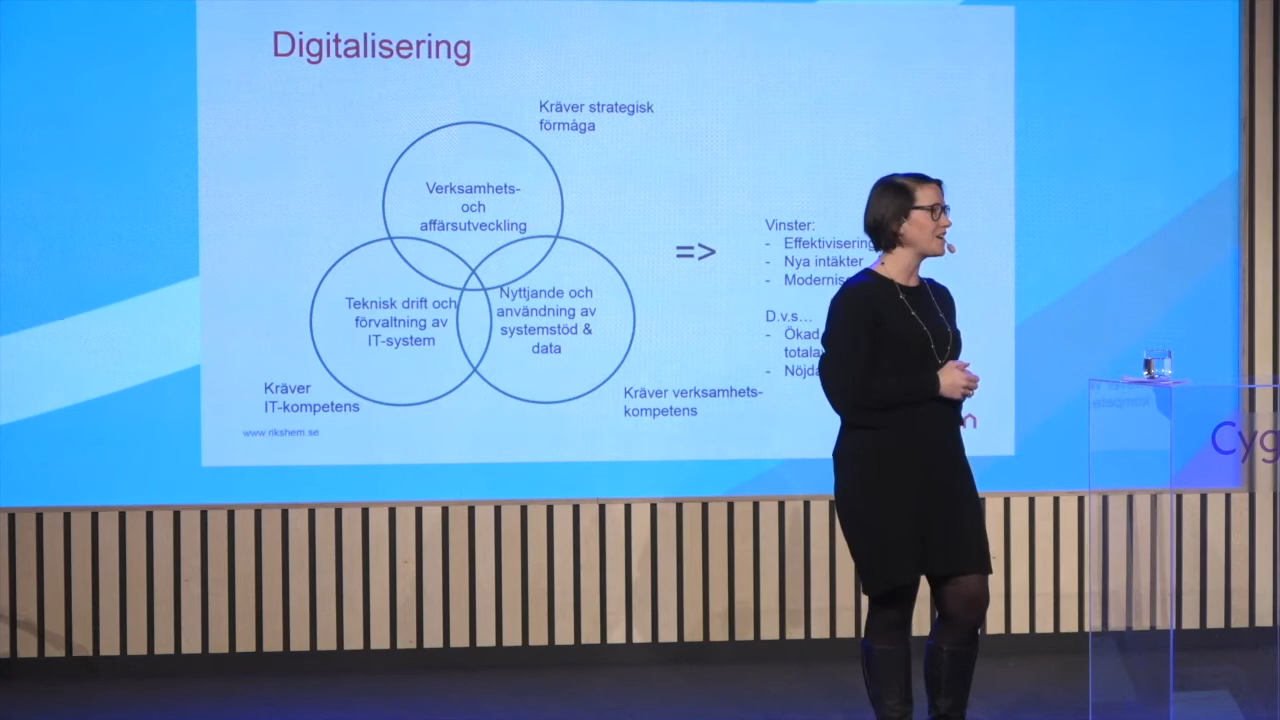 Digitalisering
Kräver strategisk
förmåga
Verksamhets-
och
affärsutveckling
=>
Teknisk drift och
förvaltning av
IT-system
Nyttjande och
användning av
systemstöd &
data
Kräver
IT-kompetens
Kräver verksamhets-
kompetens
www.rikshem.se
Vinster:
- Effektivisering
- Nya intäkter
D.v.s...